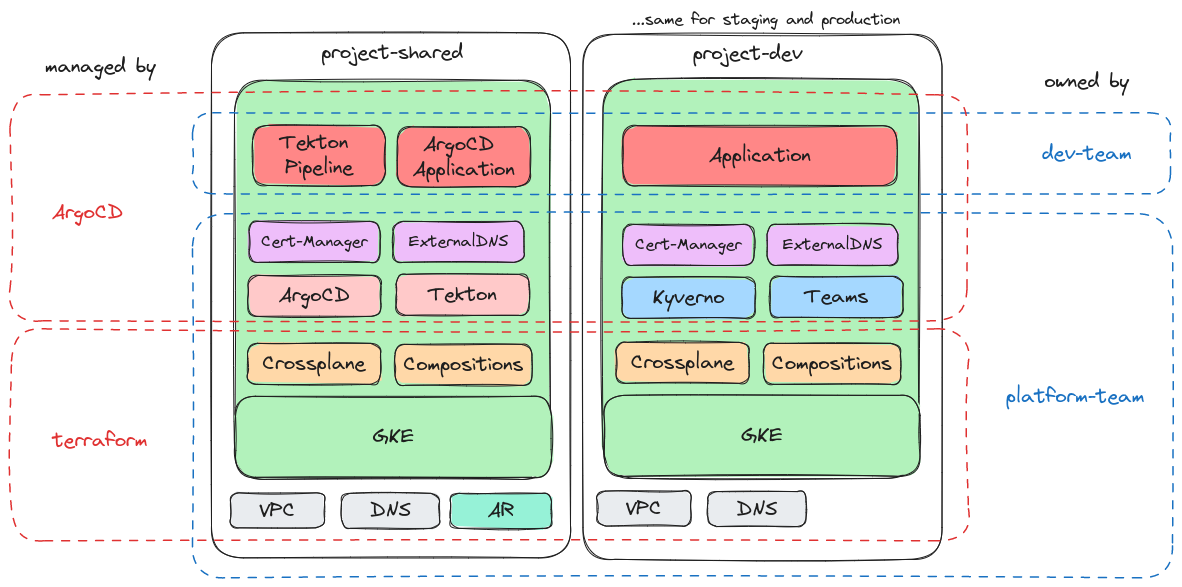 ...same for staging and production
managed by
project-shared
project-dev
owned by
Tekton
Pipeline
ArgoCD
Application
Application
dev-team
ArgoCD
Cert-Manager
ExternalDNS
Cert-Manager
ExternalDNS
ArgoCD
Tekton
Kyverno
Teams
Crossplane
Compositions
Crossplane
Compositions
platform-team
terraform
GKE
GKE
VPC
DNS
AR
VPC
DNS